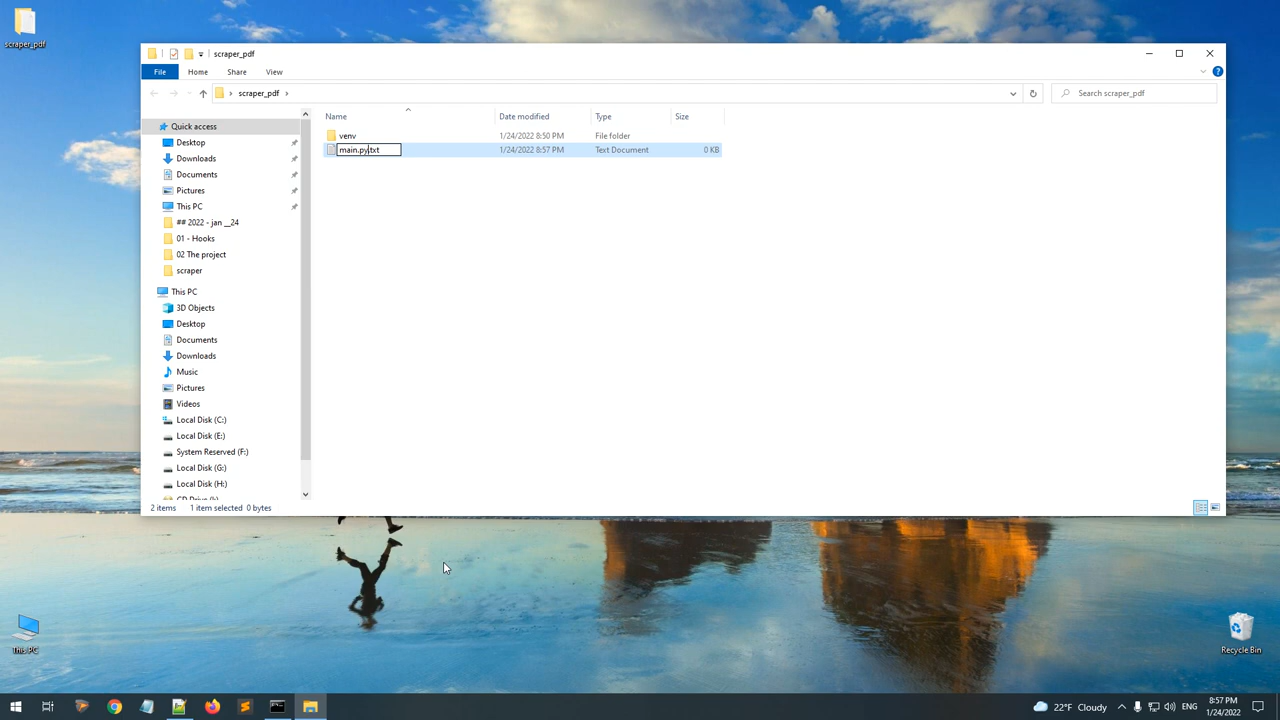 scraper_pdf
scraper_pdf
File
Home
Share
View
scraper_pdf
Search scraper_pdf
Name
Date modified
Type
Size
Quick access
Desktop
Downloads
Documents
Pictures
This PC
## 2022 - jan __24
01 - Hooks
02 The project
scraper
This PC
3D Objects
Desktop
Documents
Downloads
Music
Pictures
Videos
Local Disk (C:)
Local Disk (E:)
System Reserved (F:)
Local Disk (G:)
Local Disk (H:)
venv
1/24/2022 8:50 PM
File folder
main.py.txt
1/24/2022 8:57 PM
Text Document
0 KB
2 items
1 item selected 0 bytes
This PC
Recycle Bin
22°F Cloudy
ENG
8:57 PM
1/24/2022